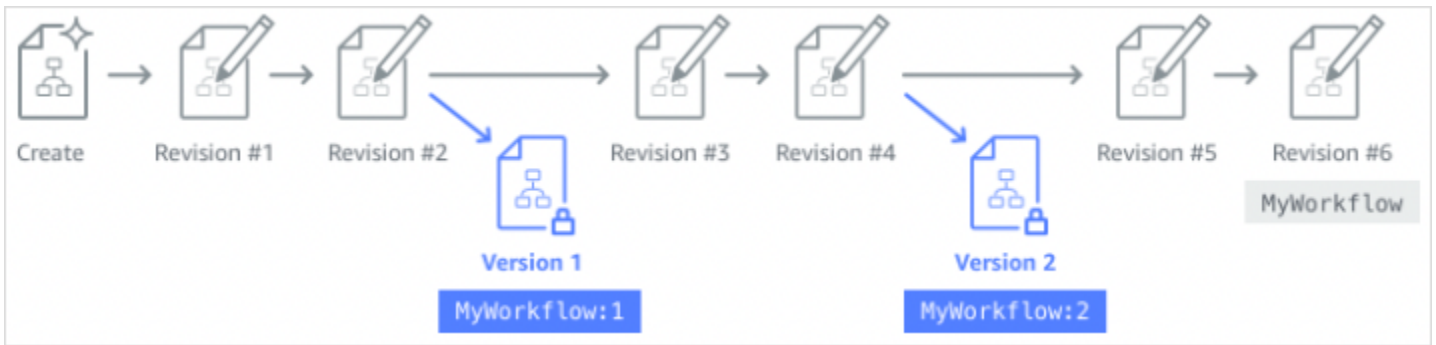 Create
Revision #1
Revision #2
Revision #3
Revision #4
Revision #5
Revision #6
MyWorkflow
Version 1
Version 2
MyWorkflow:1
MyWorkflow:2